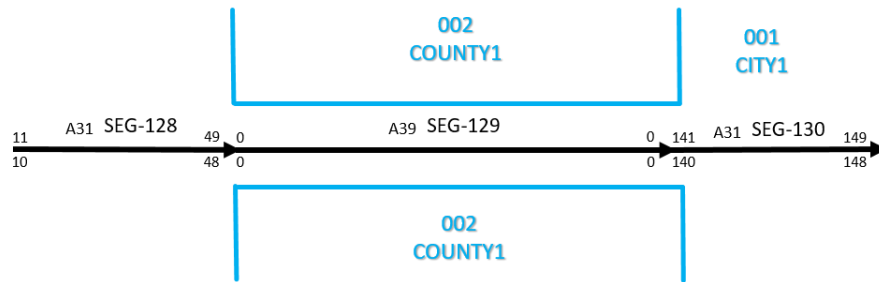 002
COUNTY1
001
CITY1
A31 SEG-128
A39 SEG-129
A31 SEG-130
11 49 0 0 141 149
10 48 0 0 140 148
002
COUNTY1